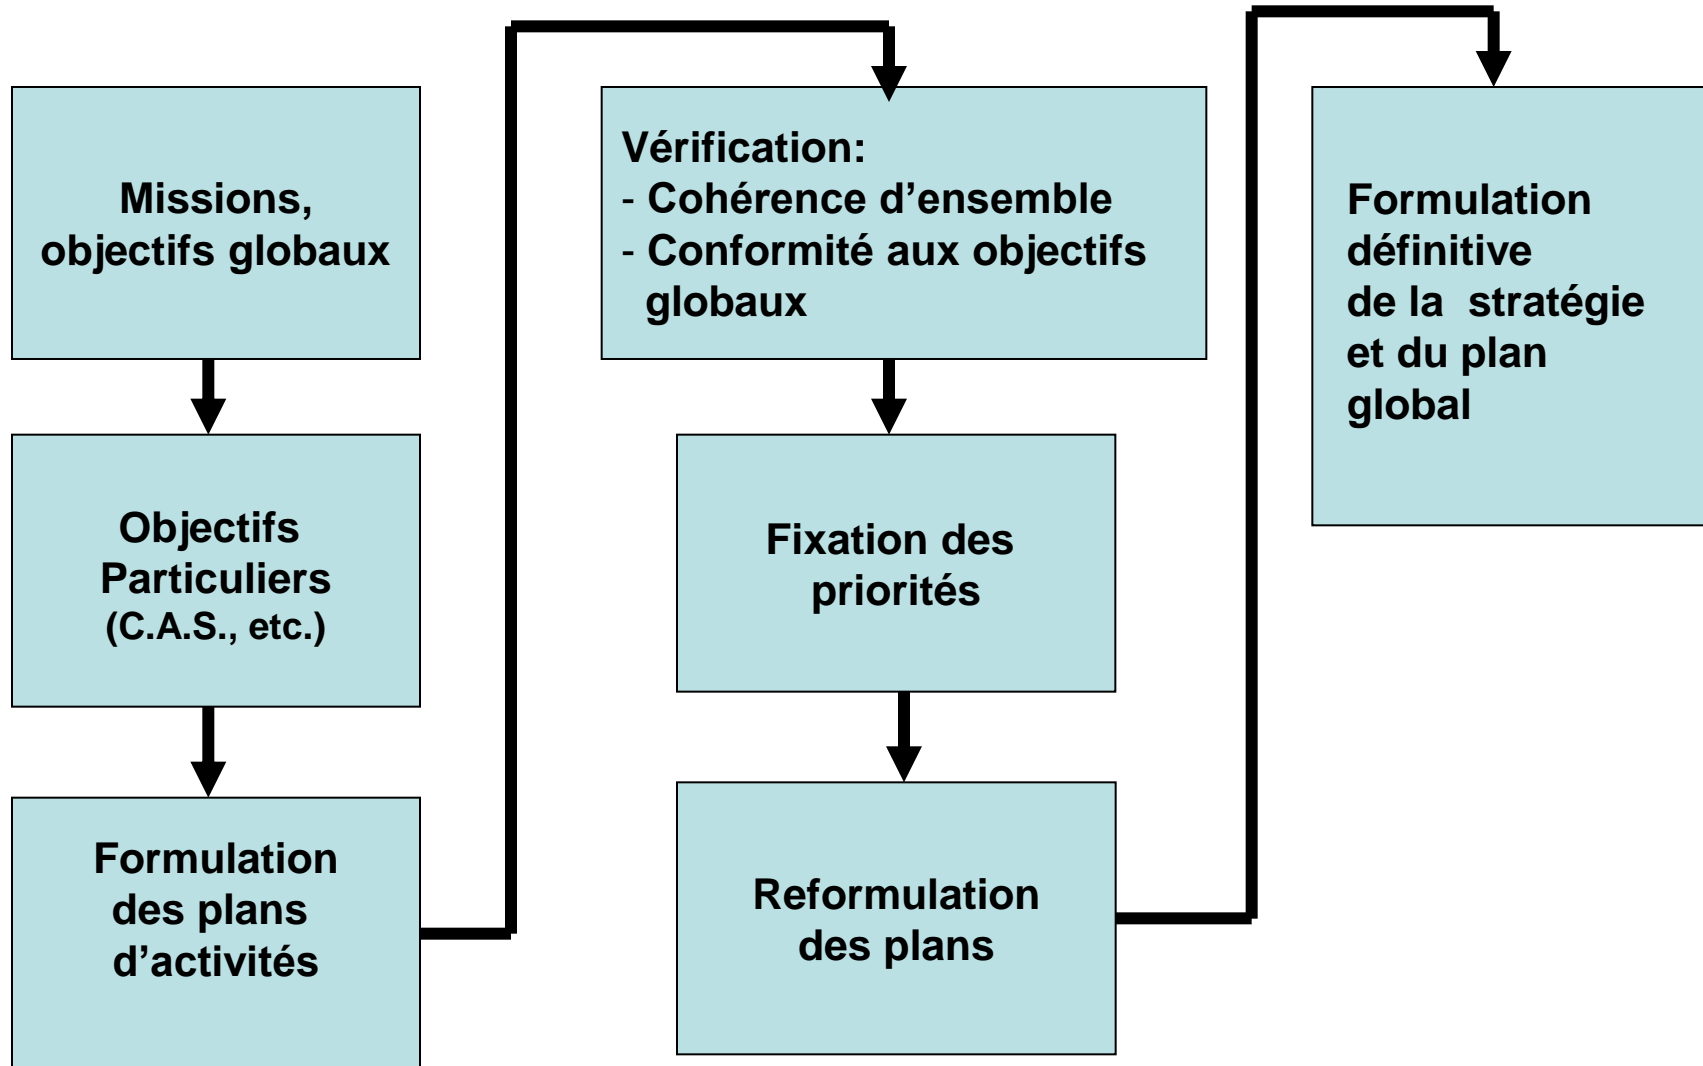 Missions,
objectifs globaux
Objectifs
Particuliers
(C.A.S., etc.)
Formulation
des plans
d’activités
Vérification:
- Cohérence d’ensemble
- Conformité aux objectifs
globaux
Fixation des
priorités
Reformulation
des plans
Formulation
définitive
de la  stratégie
et du plan
global